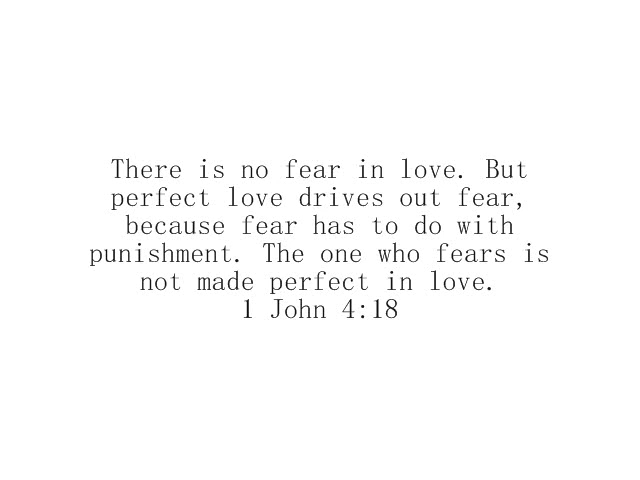 There is no fear in love. But
perfect love drives out fear,
because fear has to do with
punishment. The one who fears is
not made perfect in love.
1 John 4:18